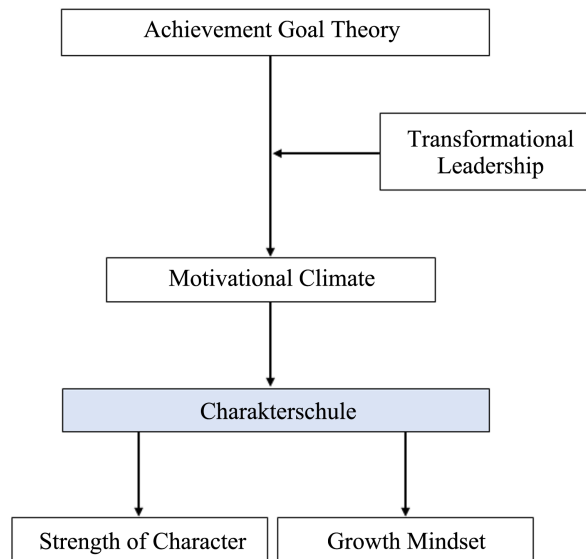 Achievement Goal Theory
Transformational
Leadership
Motivational Climate
Charakterschule
Strength of Character
Growth Mindset